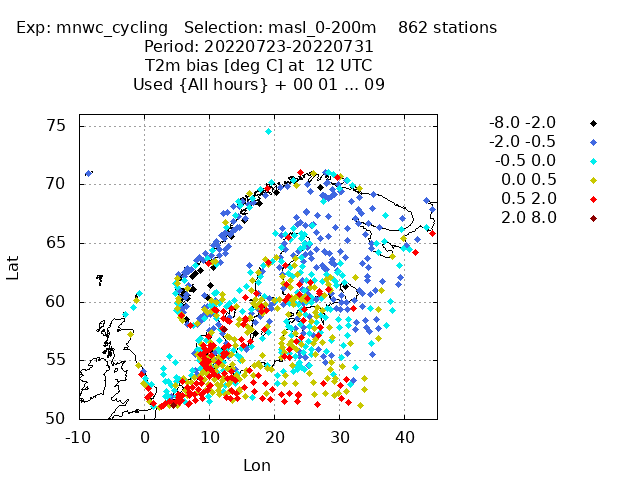 Exp: mnwc_cycling   Selection: masl_0-200m    862 stations
Period: 20220723-20220731
T2m bias [deg C] at  12 UTC
Used {All hours} + 00 01 ... 09
75
70
65
60
55
50
Lat
-10 0 10 20 30 40
Lon
-8.0 -2.0
-2.0 -0.5
-0.5 0.0
0.0 0.5
0.5 2.0
2.0 8.0